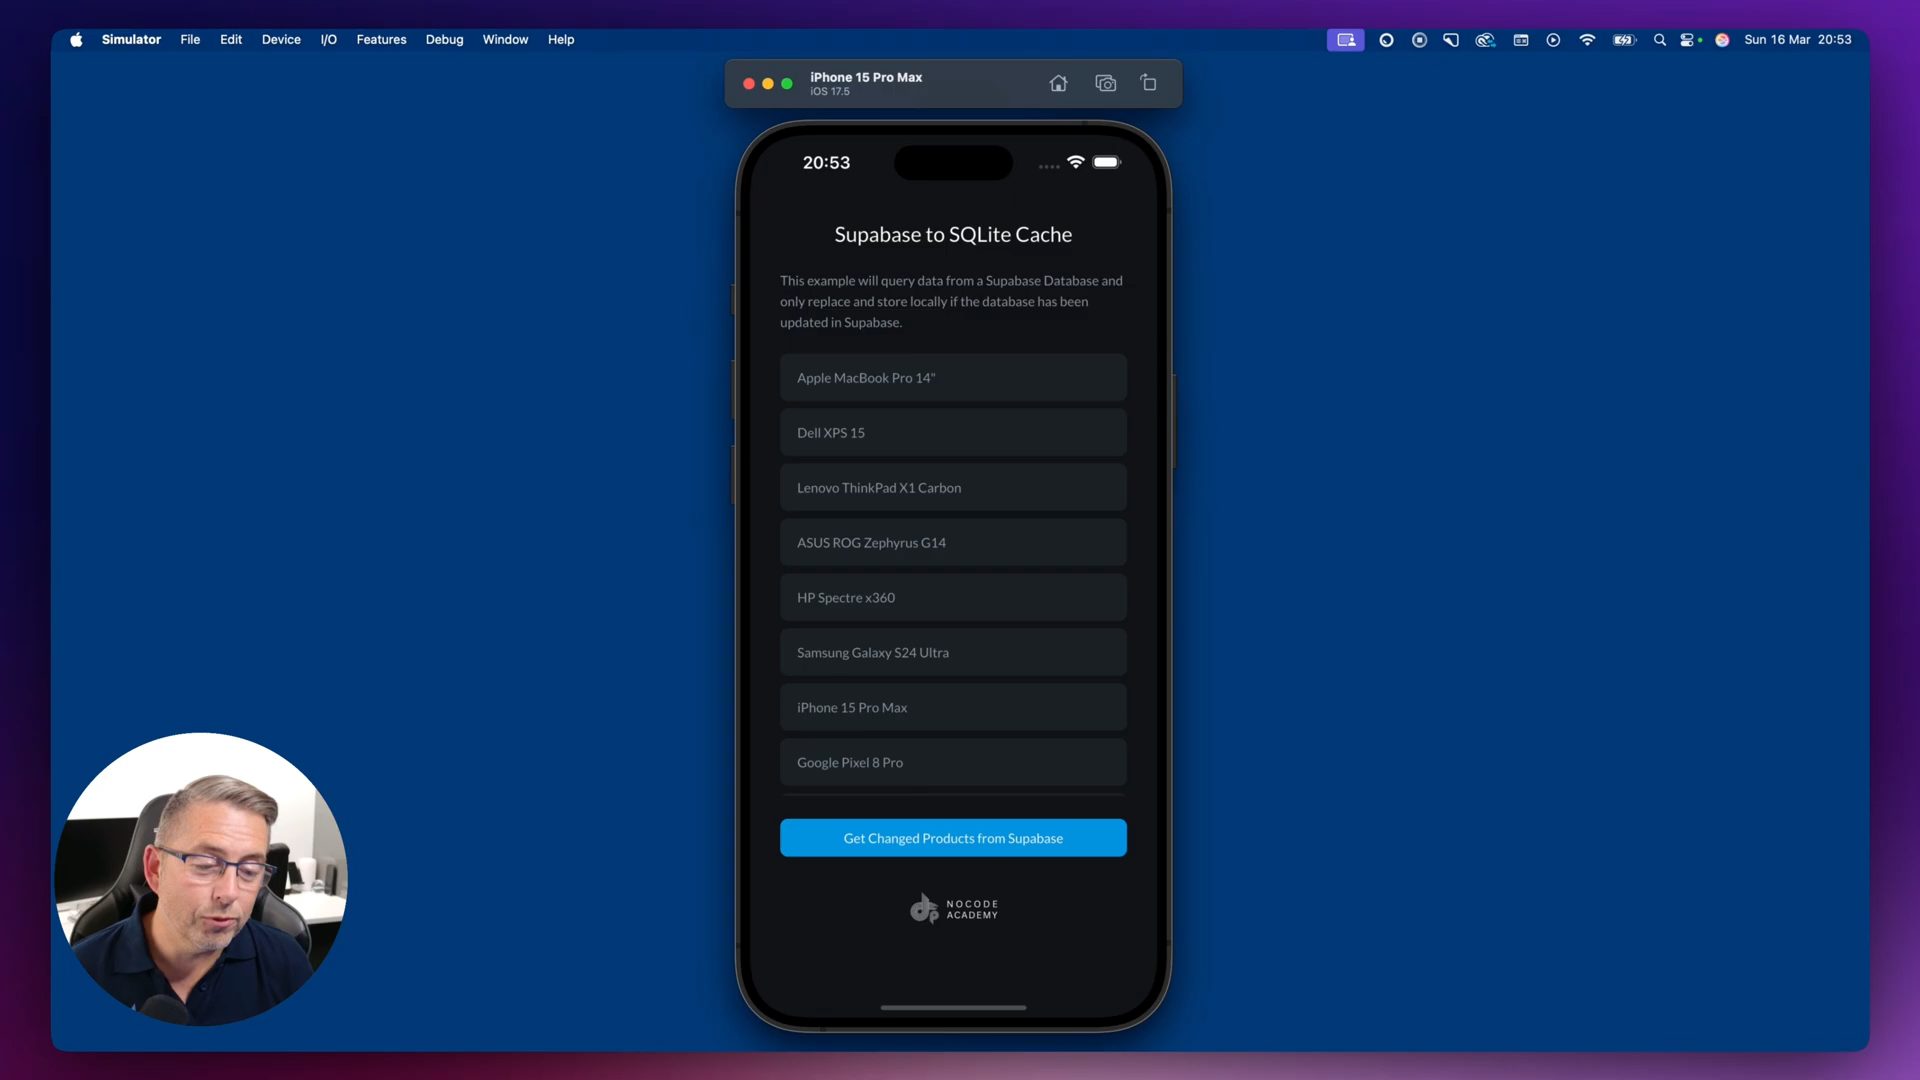 Simulator File Edit Device I/O Features Debug Window Help
Sun 16 Mar 20:53
iPhone 15 Pro Max
iOS 17.5
20:53
Supabase to SQLite Cache
This example will query data from a Supabase Database and
only replace and store locally if the database has been
updated in Supabase.
Apple MacBook Pro 14"
Dell XPS 15
Lenovo ThinkPad X1 Carbon
ASUS ROG Zephyrus G14
HP Spectre x360
Samsung Galaxy S24 Ultra
iPhone 15 Pro Max
Google Pixel 8 Pro
Get Changed Products from Supabase
NOCODE
ACADEMY